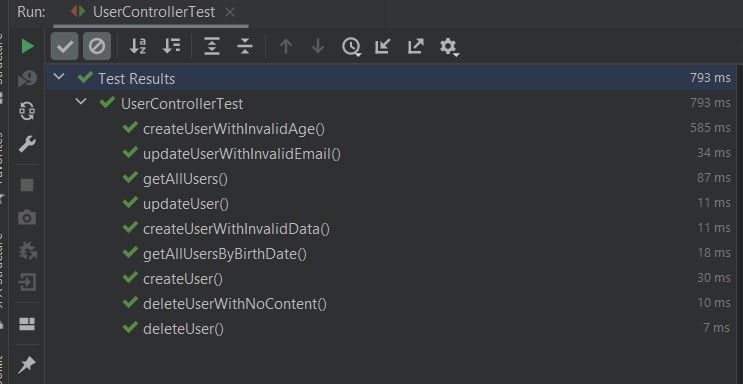 Run: UserControllerTest
Test Results 793 ms
UserControllerTest 793 ms
createUserWithInvalidAge() 585 ms
updateUserWithInvalidEmail() 34 ms
getAllUsers() 87 ms
updateUser() 11 ms
createUserWithInvalidData() 11 ms
getAllUsersByBirthDate() 18 ms
createUser() 30 ms
deleteUserWithNoContent() 10 ms
deleteUser() 7 ms